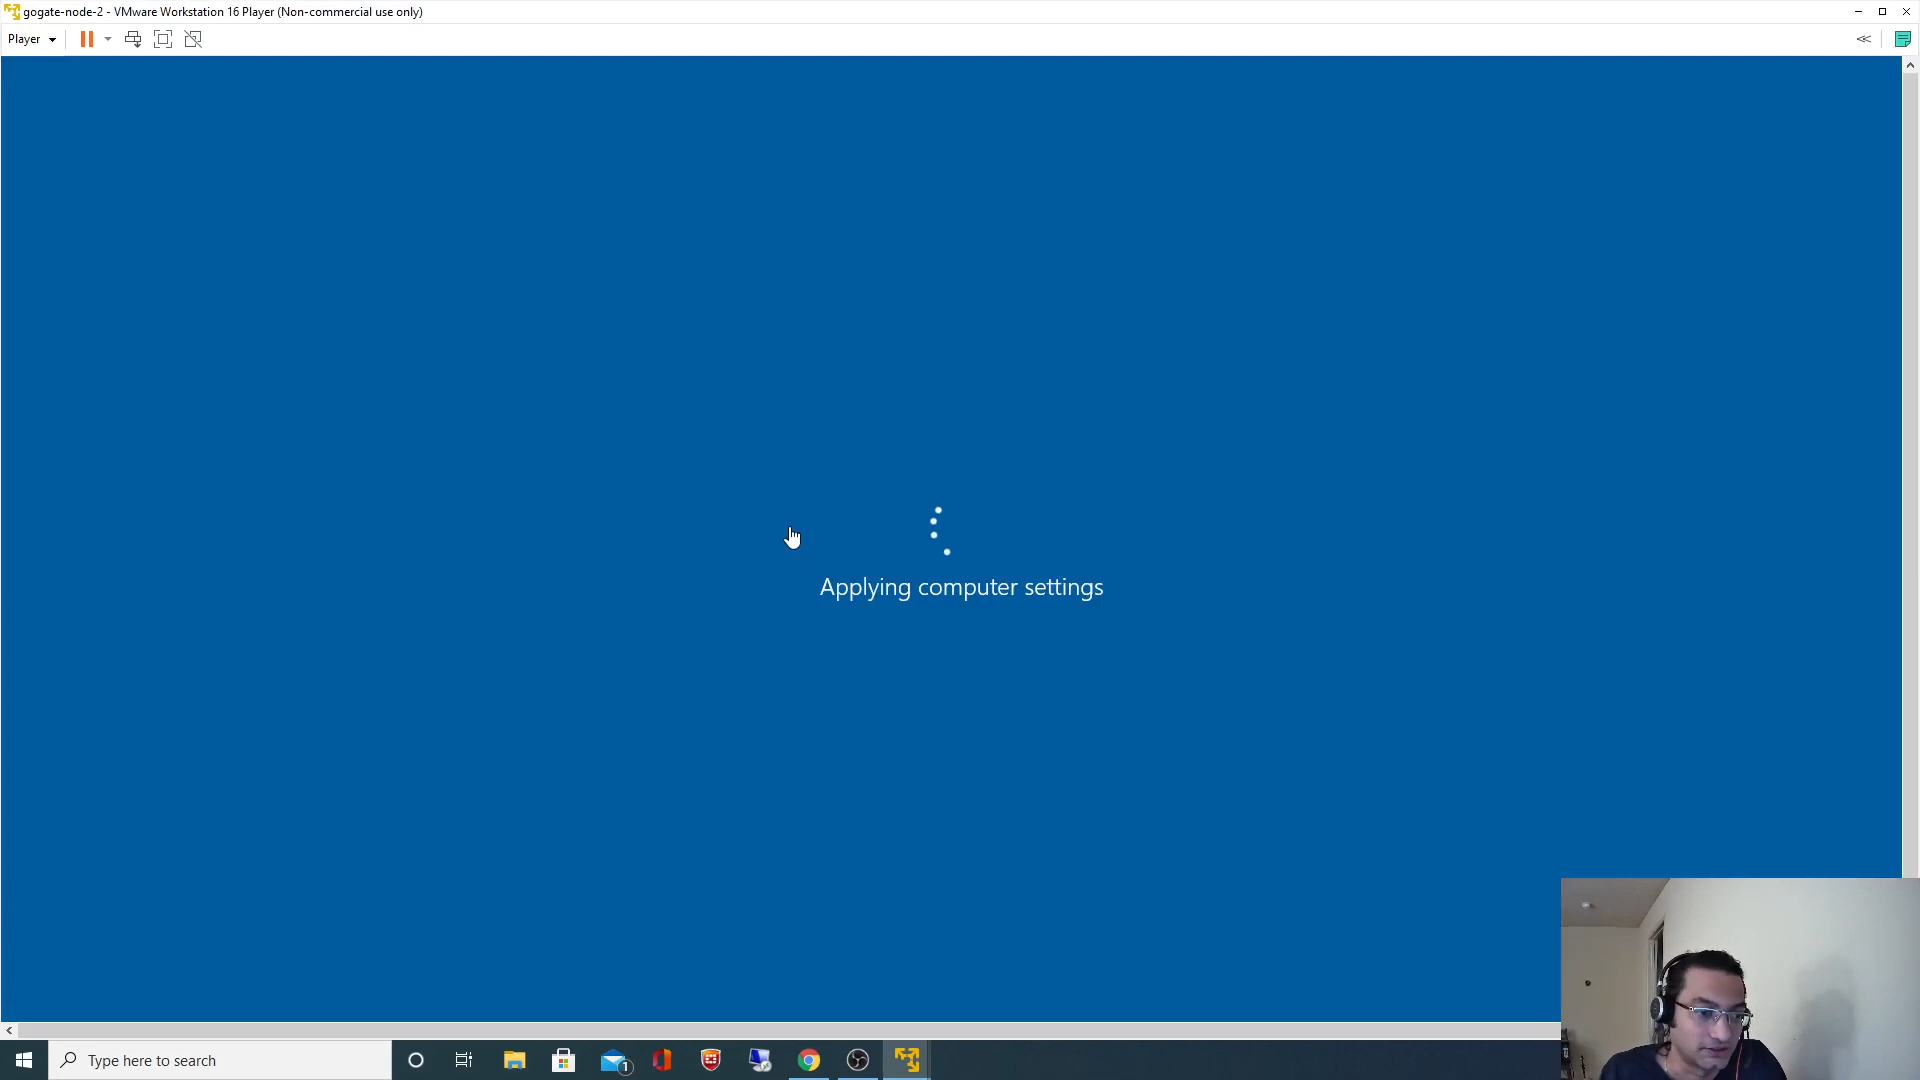 gogate-node-2 - VMware Workstation 16 Player (Non-commercial use only)
Player
Applying computer settings
Type here to search
1